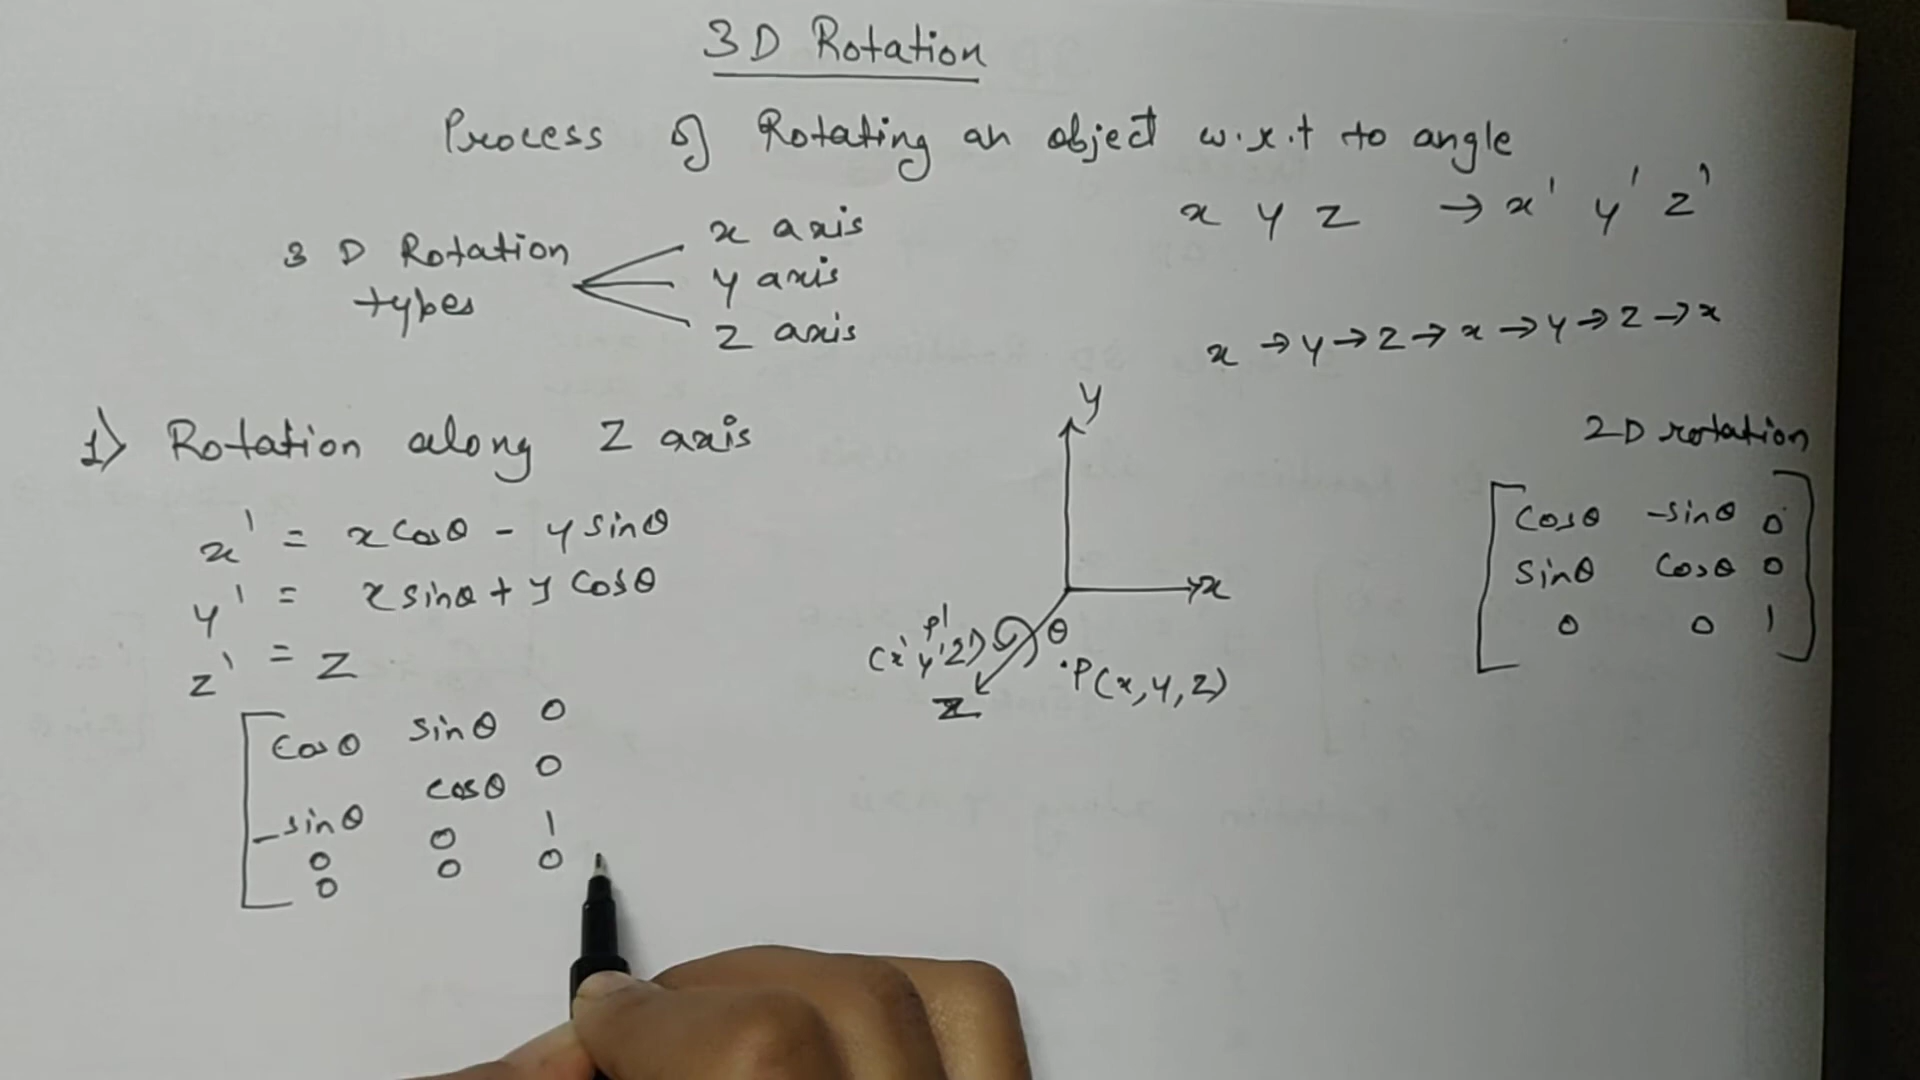 3D Rotation
Process of Rotating an object w.r.t to angle
x y z → x' y' z'
3 D Rotation types
x axis
y axis
z axis
x → y → z → x → y → z → x
1) Rotation along Z axis
x' = x cosθ - y sinθ
y' = x sinθ + y cosθ
z' = z
cosθ sinθ 0
-sinθ cosθ 0
0 0 1
0 0 0
y
x
θ
p'
(x' y' z')
.P(x, y, z)
z
2D rotation
cosθ -sinθ 0
sinθ cosθ 0
0 0 1